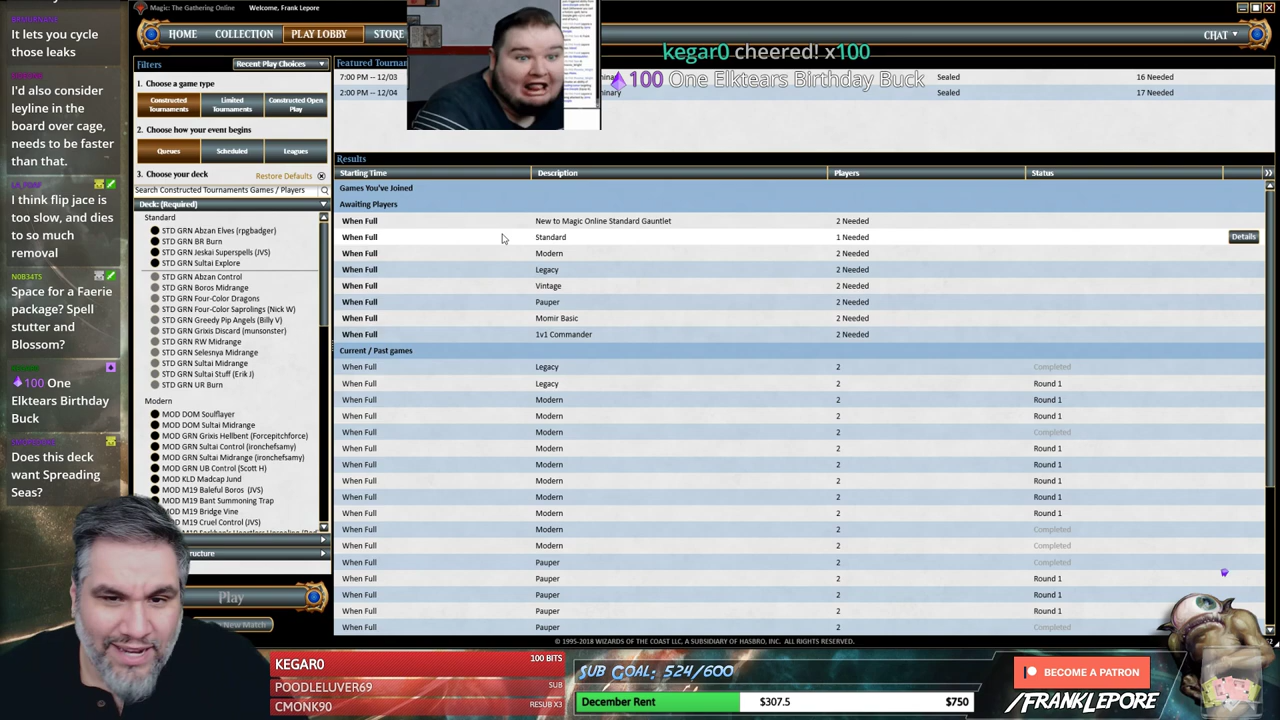 it EoT you cycle
those leaks
I'd also consider
leyline in the
board over cage,
needs to be faster
than that.
I think flip jace is
too slow, and dies
to so much
removal
N0B34TS
Space for a Faerie
package? Spell
Stutter and
Blossom?
100 One
Elktears Birthday
Buck
Does this deck
want Spreading
Seas?
Magic: The Gathering Online Welcome, Frank Lepore
HOME COLLECTION PLAY LOBBY STORE CHAT
kegar0 cheered! x100
100 One Elktears Birthday Buck
Filters Recent Play Choices
1. Choose a game type
Constructed Tournaments
Limited Tournaments
Constructed Open Play
2. Choose how your event begins
Queues Scheduled Leagues
3. Choose your deck Restore Defaults
Search Constructed Tournaments Games / Players
Deck: (Required)
Standard
STD GRN Abzan Elves (rpgbadger)
STD GRN BR Burn
STD GRN Jeskai Superspells (JVS)
STD GRN Sultai Explore
STD GRN Abzan Control
STD GRN Boros Midrange
STD GRN Four-Color Dragons
STD GRN Four-Color Saprolings (Nick W)
STD GRN Greedy Pip Angels (Billy V)
STD GRN Grixis Discard (munsonster)
STD GRN RW Midrange
STD GRN Selesnya Midrange
STD GRN Sultai Midrange
STD GRN Sultai Stuff (Erik J)
STD GRN UR Burn
Modern
MOD DOM Soulflayer
MOD DOM Sultai Midrange
MOD GRN Grixis Hellbent (Forcepitchforce)
MOD GRN Sultai Control (ironchefsamy)
MOD GRN Sultai Midrange (ironchefsamy)
MOD GRN UB Control (Scott H)
MOD KLD Madcap Jund
MOD M19 Baleful Boros (JVS)
MOD M19 Bant Summoning Trap
M19 Bridge Vine
M19 Cruel Control (JVS)
ucture
Play
New Match
Featured Tournam
7:00 PM -- 12/03 Sealed 16 Needed
2:00 PM -- 12/04 Sealed 17 Needed
Results
Starting Time Description Players Status
Games You've Joined
Awaiting Players
When Full New to Magic Online Standard Gauntlet 2 Needed
When Full Standard 1 Needed Details
When Full Modern 2 Needed
When Full Legacy 2 Needed
When Full Vintage 2 Needed
When Full Pauper 2 Needed
When Full Momir Basic 2 Needed
When Full 1v1 Commander 2 Needed
Current / Past games
When Full Legacy 2 Completed
When Full Legacy 2 Round 1
When Full Modern 2 Round 1
When Full Modern 2 Round 1
When Full Modern 2 Completed
When Full Modern 2 Round 1
When Full Modern 2 Round 1
When Full Modern 2 Round 1
When Full Modern 2 Round 1
When Full Modern 2 Round 1
When Full Modern 2 Completed
When Full Modern 2 Completed
When Full Pauper 2 Completed
When Full Pauper 2 Round 1
When Full Pauper 2 Round 1
When Full Pauper 2 Round 1
When Full Pauper 2 Completed
© 1995-2018 WIZARDS OF THE COAST LLC, A SUBSIDIARY OF HASBRO, INC. ALL RIGHTS RESERVED.
KEGAR0 100 BITS
POODLELUVER69 SUB
CMONK90 RESUB X3
SUB GOAL: 524/600
December Rent $307.5 $750
BECOME A PATRON
/FRANKLEPORE